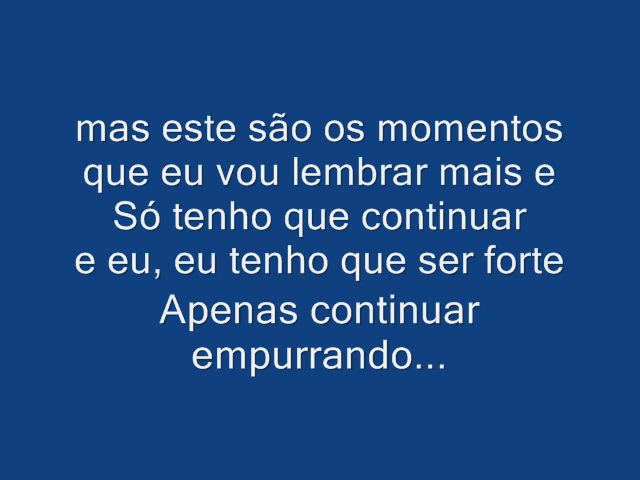 mas este são os momentos
que eu vou lembrar mais e
Só tenho que continuar
e eu, eu tenho que ser forte
Apenas continuar
empurrando...